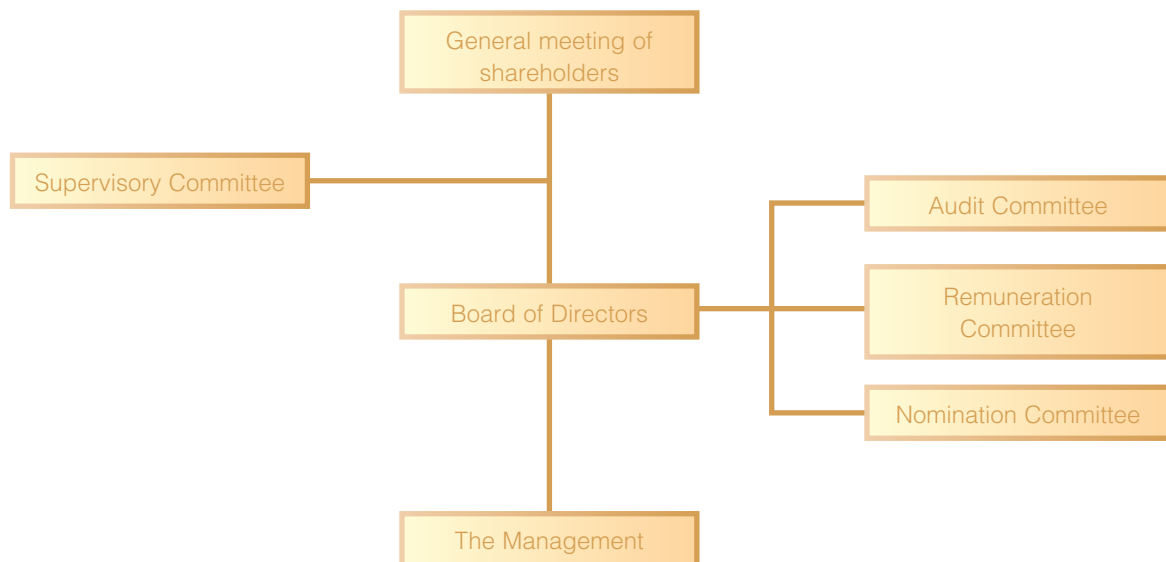 General meeting of
shareholders
Supervisory Committee
Audit Committee
Board of Directors
Remuneration
Committee
Nomination Committee
The Management